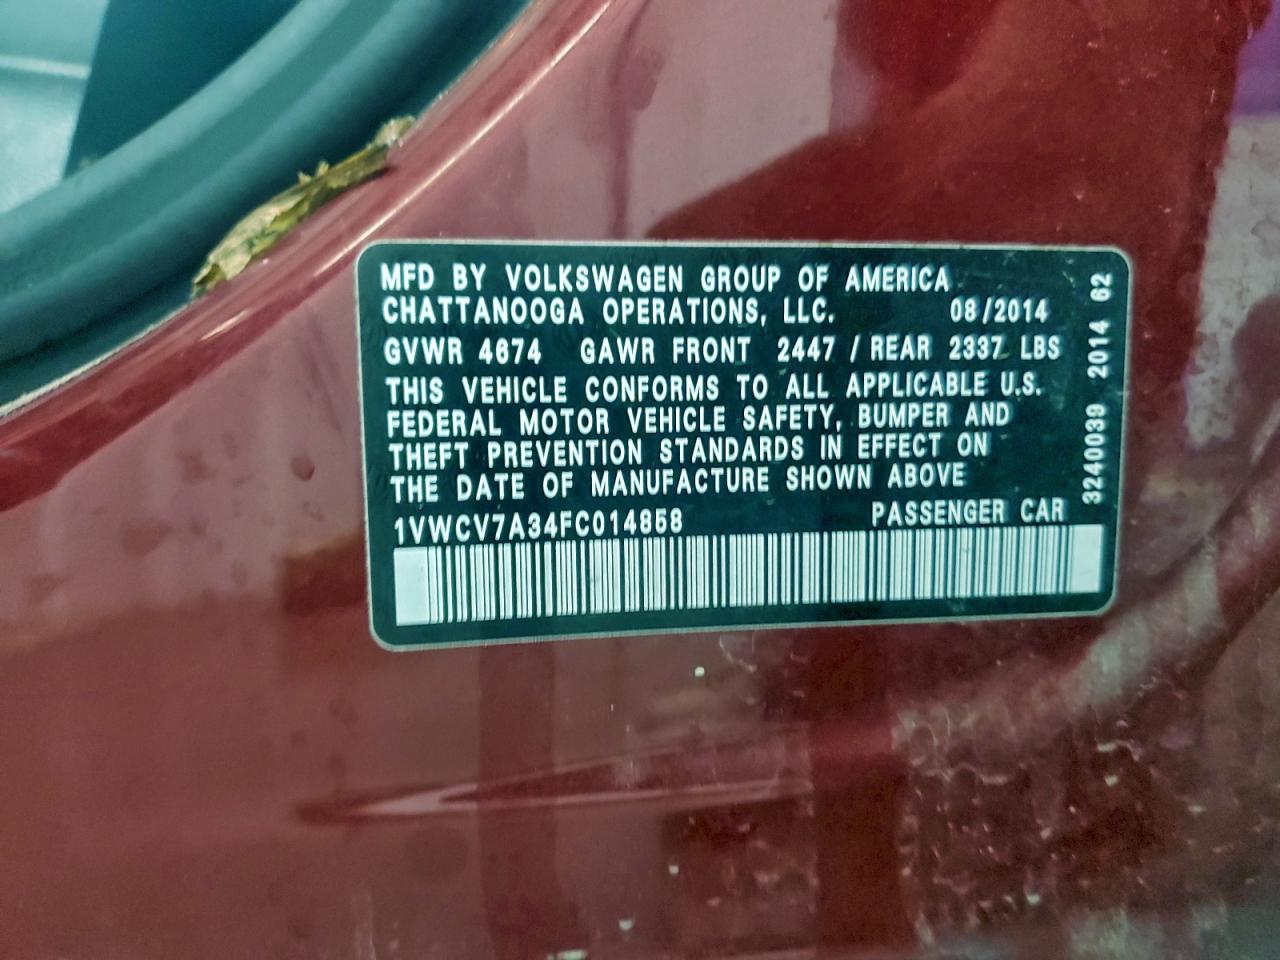 MFD BY VOLKSWAGEN GROUP OF AMERICA
CHATTANOOGA OPERATIONS, LLC. 08/2014
GVWR 4674 GAWR FRONT 2447 / REAR 2337 LBS
THIS VEHICLE CONFORMS TO ALL APPLICABLE U.S.
FEDERAL MOTOR VEHICLE SAFETY, BUMPER AND
THEFT PREVENTION STANDARDS IN EFFECT ON
THE DATE OF MANUFACTURE SHOWN ABOVE
1VWCV7A34FC014858 PASSENGER CAR
3240039 2014 62